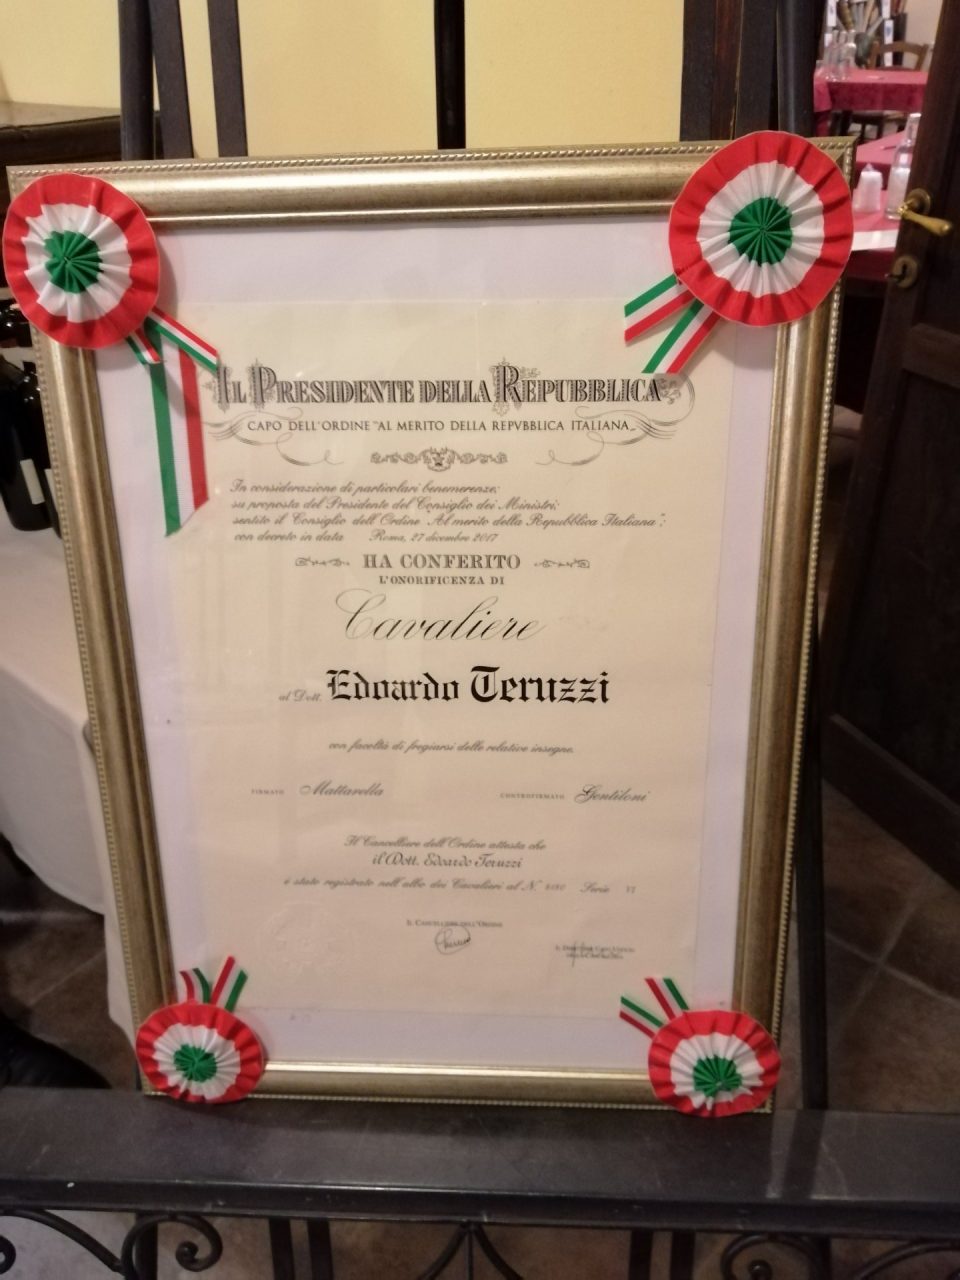 IL PRESIDENTE DELLA REPUBBLICA
CAPO DELL'ORDINE "AL MERITO DELLA REPVBBLICA ITALIANA"
In considerazione di particolari benemerenze;
su proposta del Presidente del Consiglio dei Ministri;
sentito il Consiglio dell'Ordine "Al merito della Repubblica Italiana";
con decreto in data Roma, 27 dicembre 2017
HA CONFERITO
L'ONORIFICENZA DI
Cavaliere
al Dott. Edoardo Teruzzi
con facoltà di fregiarsi delle relative insegne.
FIRMATO Mattarella CONTROFIRMATO Gentiloni
Il Cancelliere dell'Ordine attesta che
il Dott. Edoardo Teruzzi
è stato registrato nell'albo dei Cavalieri al N. Serie VI
IL CANCELLIERE DELL'ORDINE